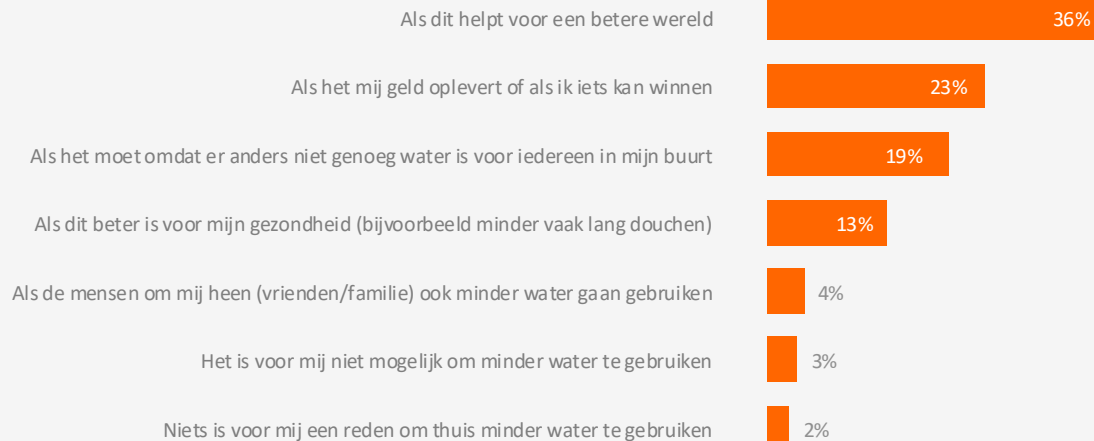 Als dit helpt voor een betere wereld 36%
Als het mij geld oplevert of als ik iets kan winnen 23%
Als het moet omdat er anders niet genoeg water is voor iedereen in mijn buurt 19%
Als dit beter is voor mijn gezondheid (bijvoorbeeld minder vaak lang douchen) 13%
Als de mensen om mij heen (vrienden/familie) ook minder water gaan gebruiken 4%
Het is voor mij niet mogelijk om minder water te gebruiken 3%
Niets is voor mij een reden om thuis minder water te gebruiken 2%